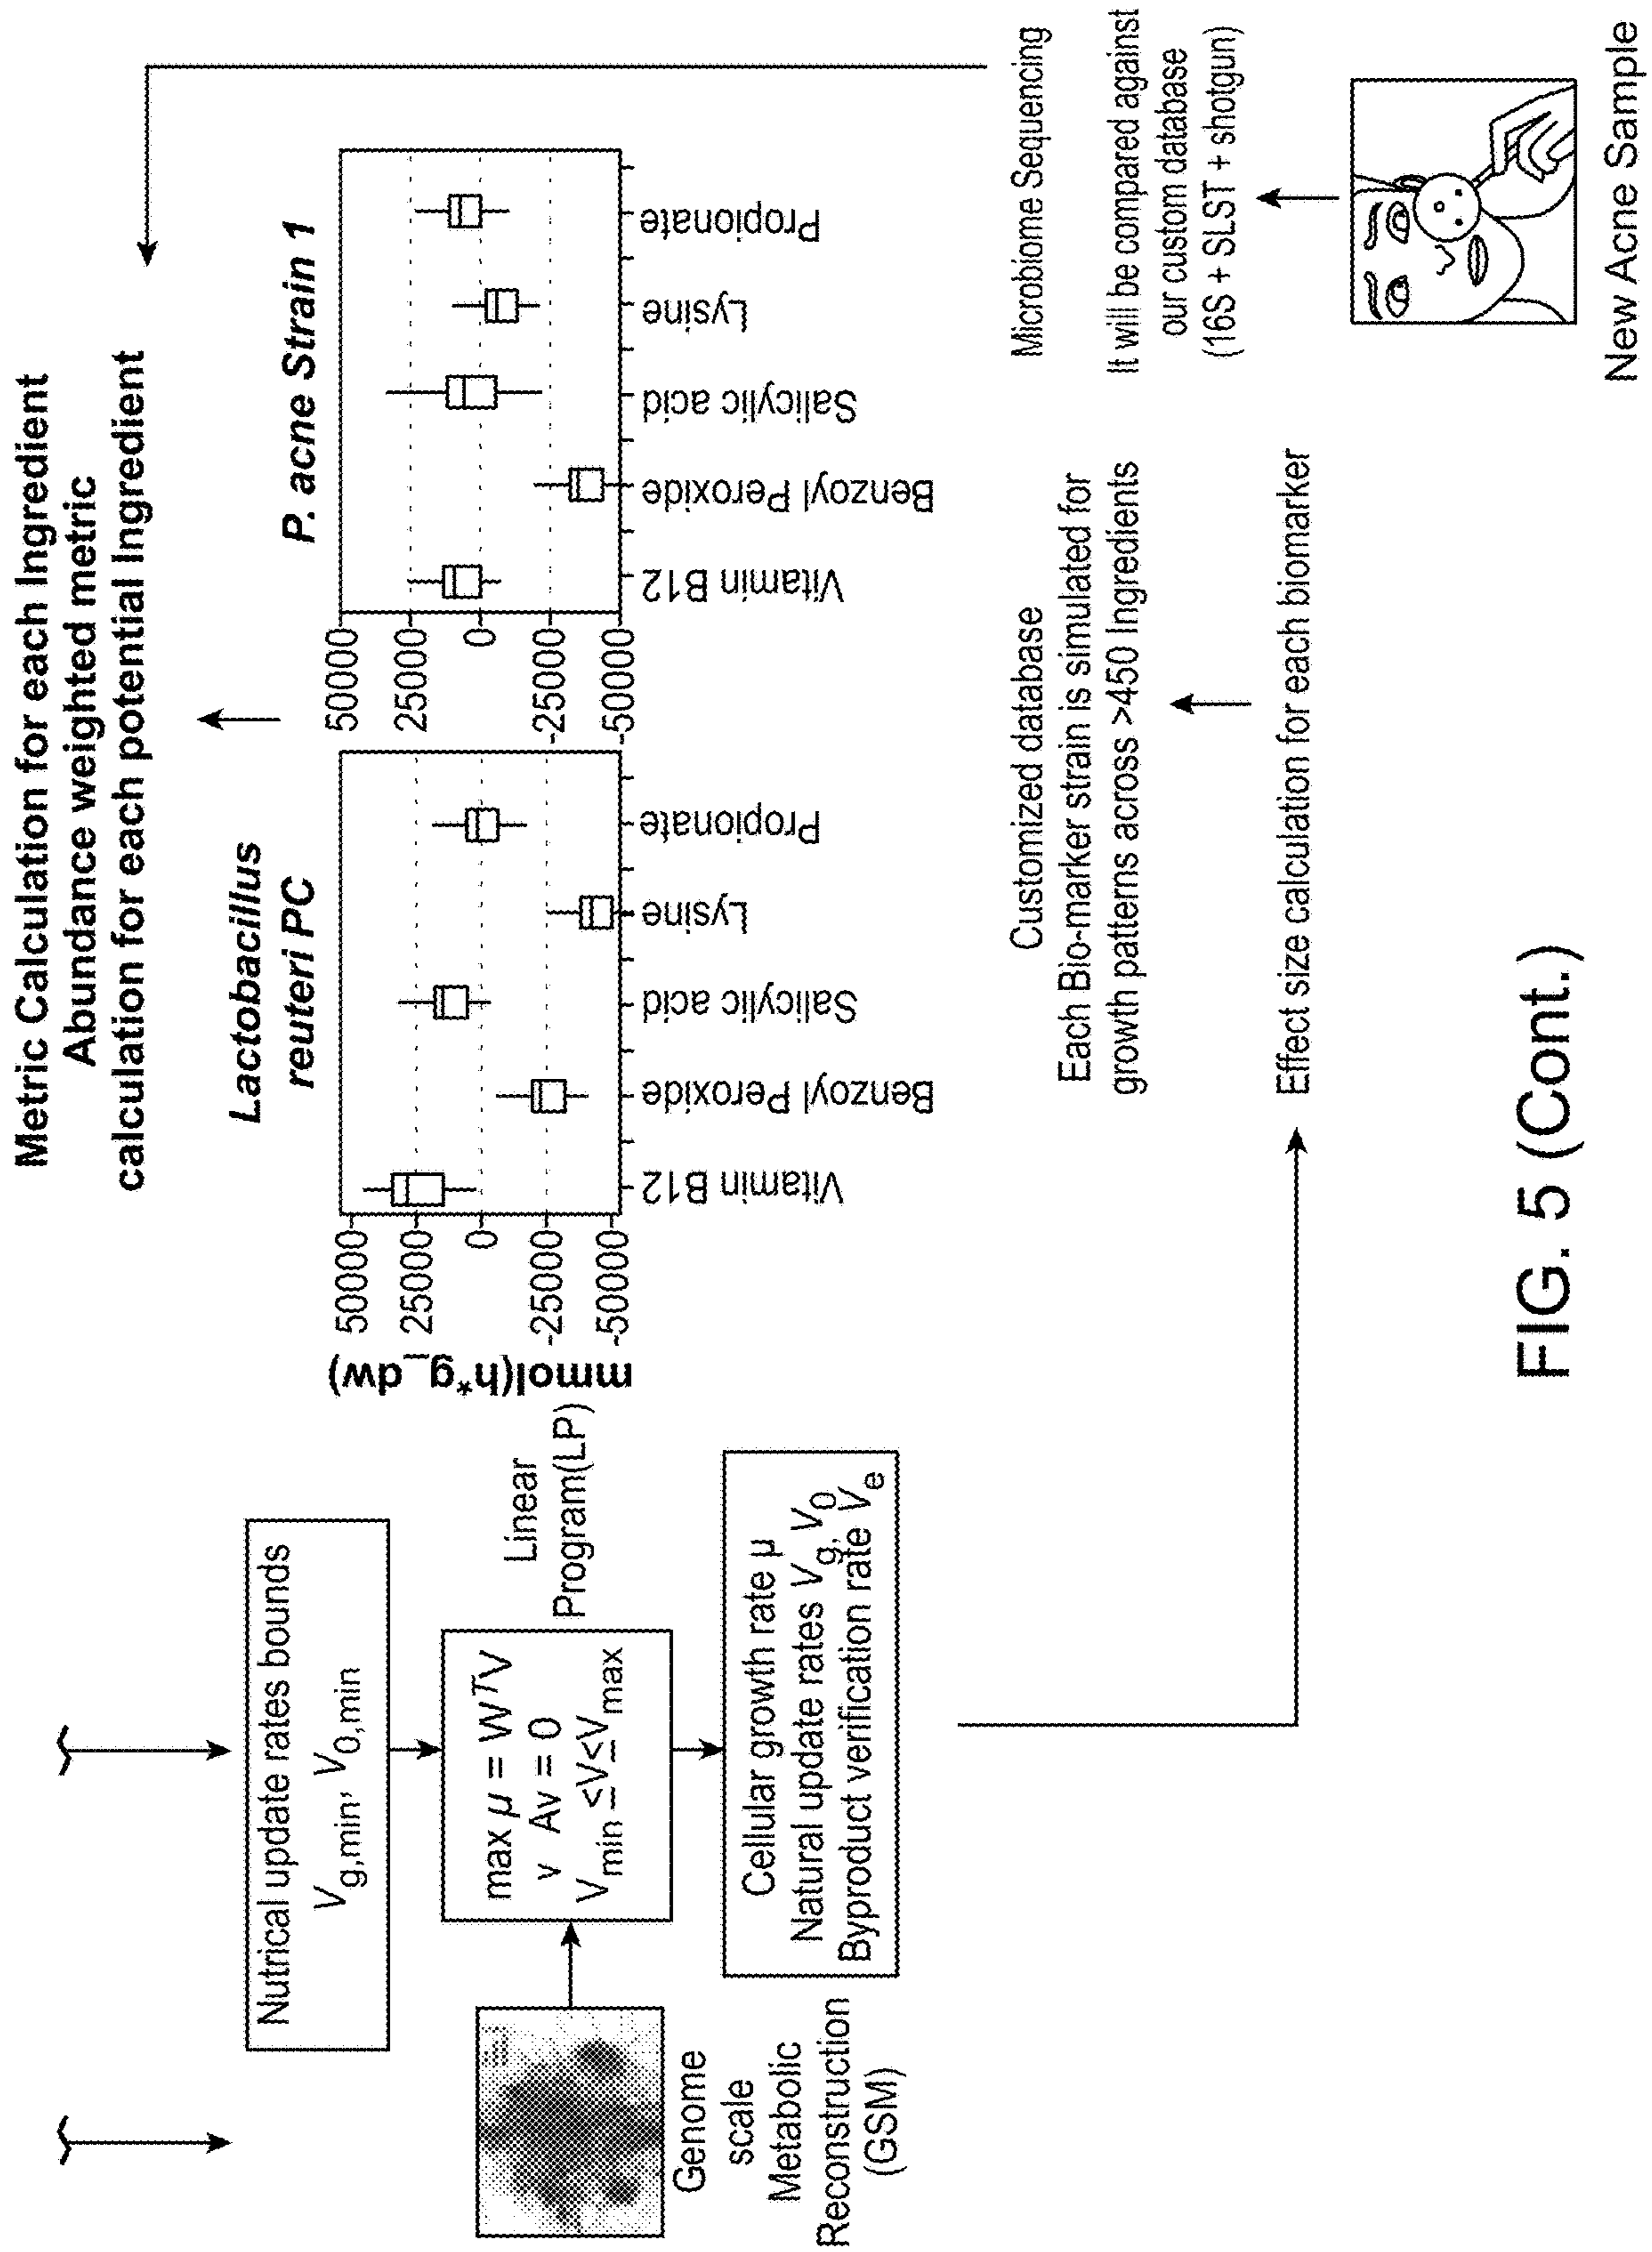 Metric Calculation for each Ingredient
Abundance weighted metric
calculation for each potential Ingredient
Nutrical update rates bounds
Vg,min, V0,min
max μ = WTV
v Av = 0
Vmin ≤V≤Vmax
Linear
Program(LP)
Cellular growth rate μ
Natural update rates Vg, V0
Byproduct verification rate Ve
Genome
scale
Metabolic
Reconstruction
(GSM)
Lactobacillus
reuteri PC
mmol(h*g_dw)
50000
25000
0
-25000
-50000
Vitamin B12
Benzoyl Peroxide
Salicylic acid
Lysine
Propionate
P. acne Strain 1
50000
25000
0
-25000
-50000
Vitamin B12
Benzoyl Peroxide
Salicylic acid
Lysine
Propionate
Customized database
Each Bio-marker strain is simulated for
growth patterns across >450 Ingredients
Effect size calculation for each biomarker
Microbiome Sequencing
It will be compared against
our custom database
(16S + SLST + shotgun)
New Acne Sample
FIG. 5 (Cont.)